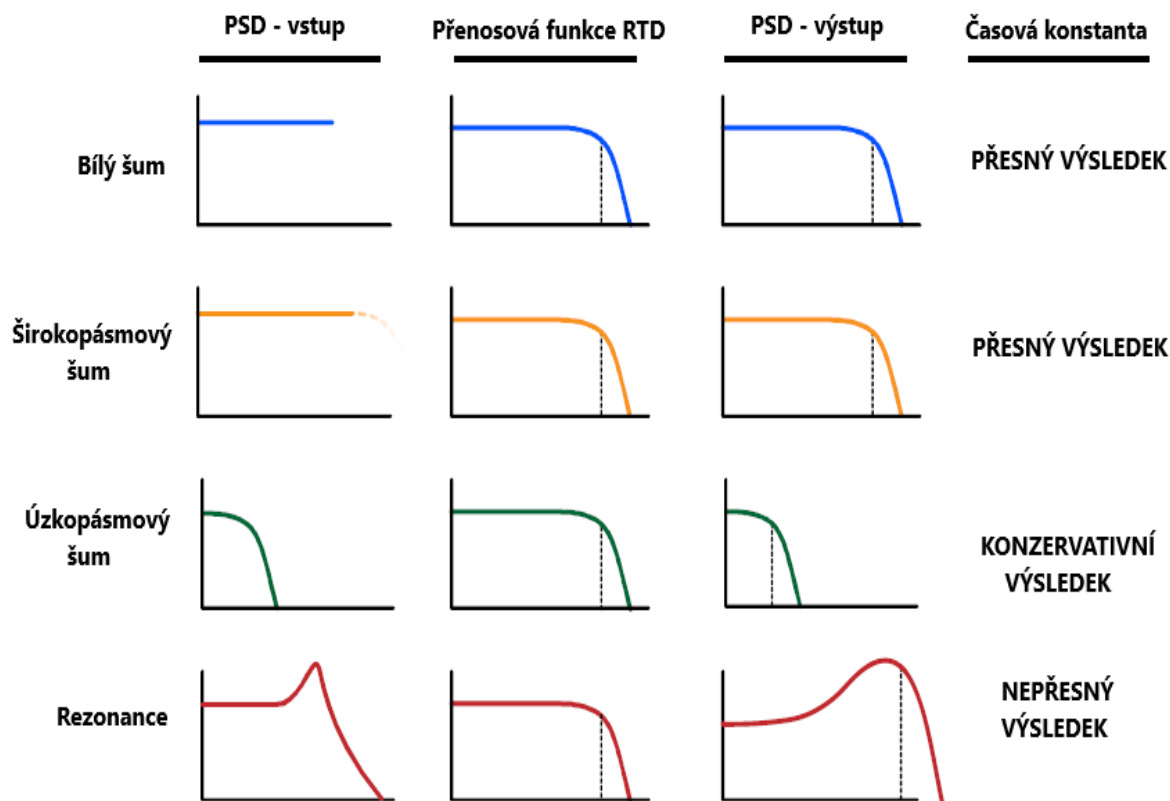 PSD - vstup
Přenosová funkce RTD
PSD - výstup
Časová konstanta
Bílý šum
PŘESNÝ VÝSLEDEK
Širokopásmový
šum
PŘESNÝ VÝSLEDEK
Úzkopásmový
šum
KONZERVATIVNÍ
VÝSLEDEK
Rezonance
NEPŘESNÝ
VÝSLEDEK